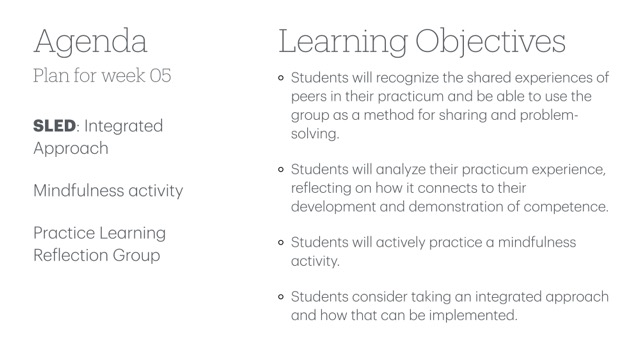 Agenda
Plan for week 05
SLED: Integrated
Approach
Mindfulness activity
Practice Learning
Reflection Group
Learning Objectives
Students will recognize the shared experiences of
peers in their practicum and be able to use the
group as a method for sharing and problem-
solving.
Students will analyze their practicum experience,
reflecting on how it connects to their
development and demonstration of competence.
Students will actively practice a mindfulness
activity.
Students consider taking an integrated approach
and how that can be implemented.